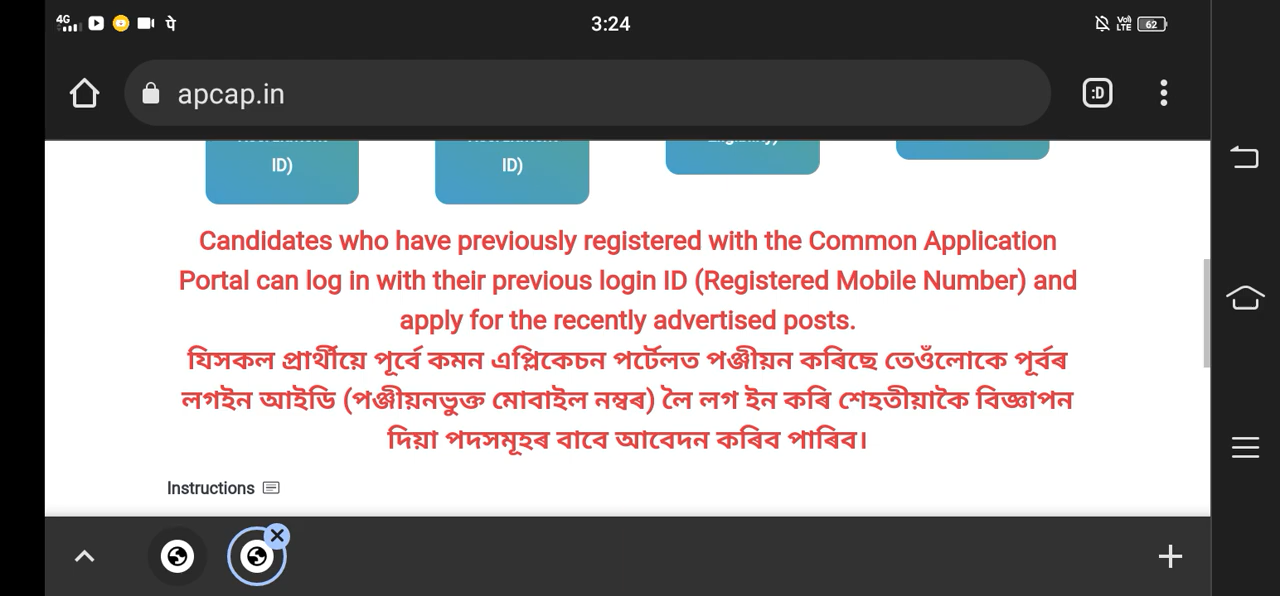 4G
पे
3:24
Vo))
LTE
62
apcap.in
:D
ID)
ID)
Candidates who have previously registered with the Common Application
Portal can log in with their previous login ID (Registered Mobile Number) and
apply for the recently advertised posts.
যিসকল প্ৰাৰ্থীয়ে পূৰ্বে কমন এপ্লিকেচন পৰ্টেলত পঞ্জীয়ন কৰিছে তেওঁলোকে পূৰ্বৰ
লগইন আইডি (পঞ্জীয়নভুক্ত মোবাইল নম্বৰ) লৈ লগ ইন কৰি শেহতীয়াকৈ বিজ্ঞাপন
দিয়া পদসমূহৰ বাবে আবেদন কৰিব পাৰিব।
Instructions